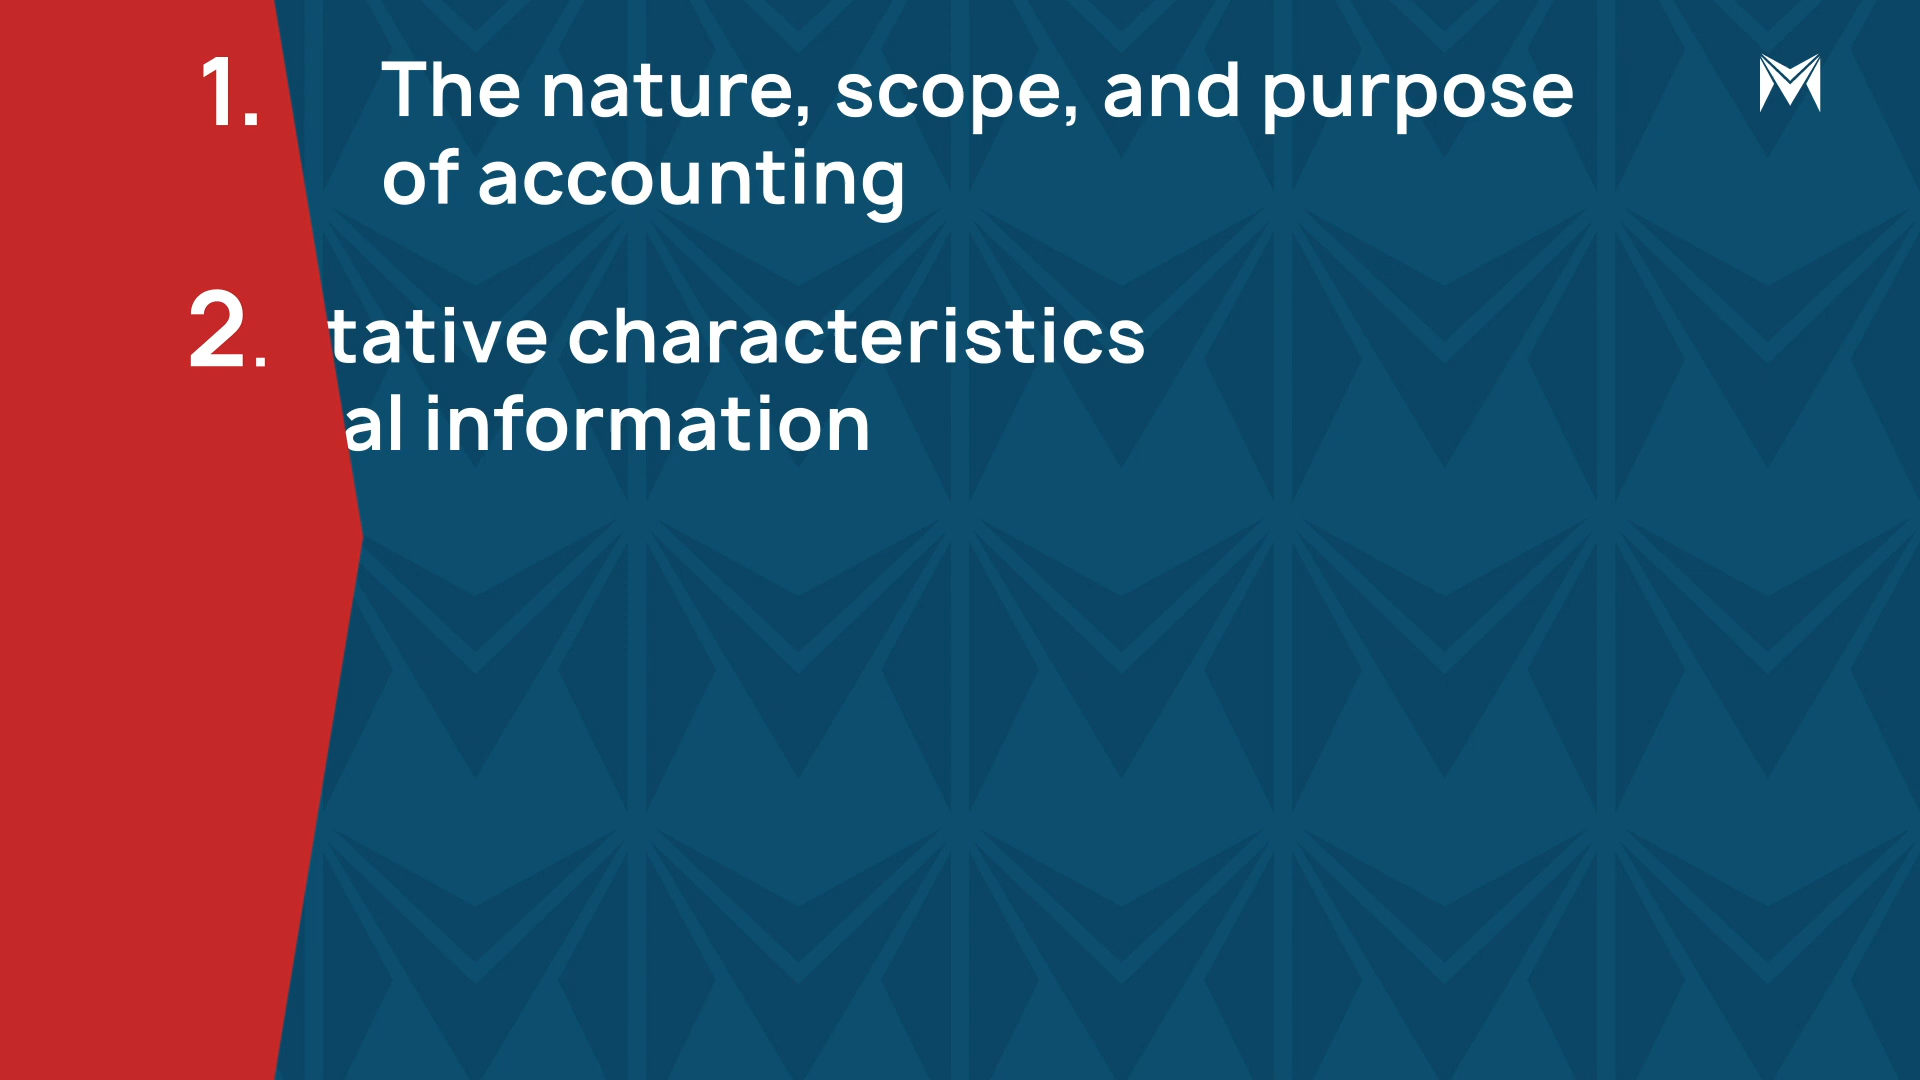 1. The nature, scope, and purpose
of accounting
2. tative characteristics
al information